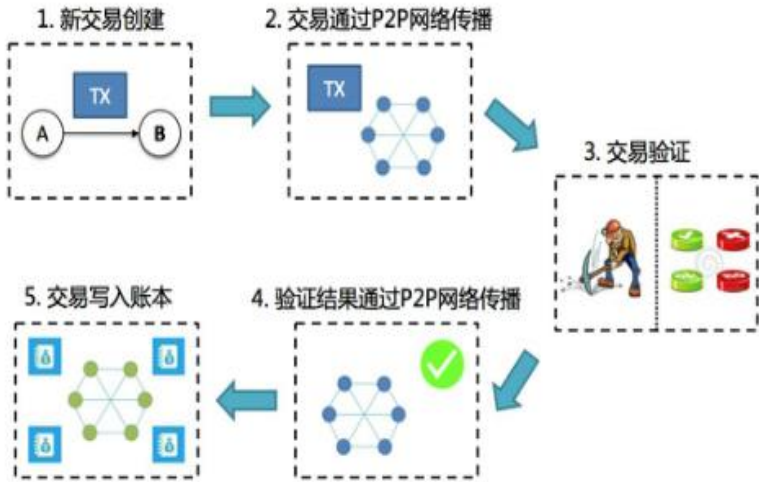 1. 新交易创建
TX
A
B
2. 交易通过P2P网络传播
TX
3. 交易验证
4. 验证结果通过P2P网络传播
5. 交易写入账本